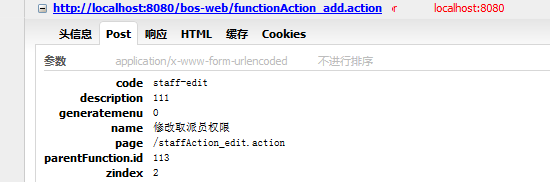 http://localhost:8080/bos-web/functionAction_add.action r localhost:8080
头信息 Post 响应 HTML 缓存 Cookies
参数 application/x-www-form-urlencoded 不进行排序
code staff-edit
description 111
generatemenu 0
name 修改取派员权限
page /staffAction_edit.action
parentFunction.id 113
zindex 2